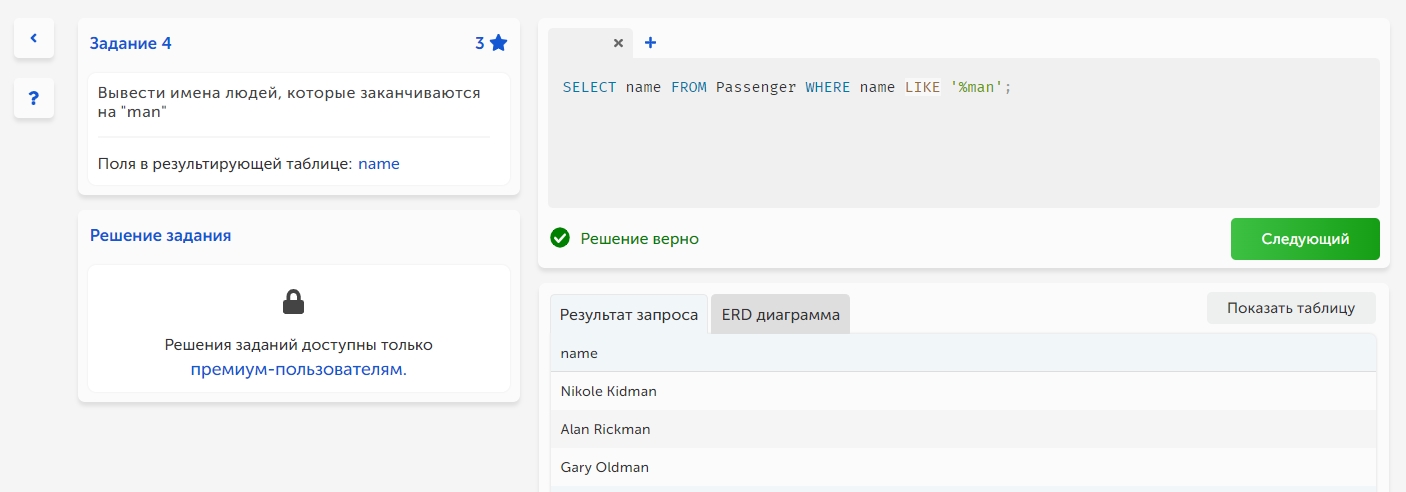 Задание 4
3
?
Вывести имена людей, которые заканчиваются
на "man"
Поля в результирующей таблице: name
Решение задания
Решения заданий доступны только
премиум-пользователям.
SELECT name FROM Passenger WHERE name LIKE '%man';
Решение верно
Следующий
Результат запроса
ERD диаграмма
Показать таблицу
name
Nikole Kidman
Alan Rickman
Gary Oldman